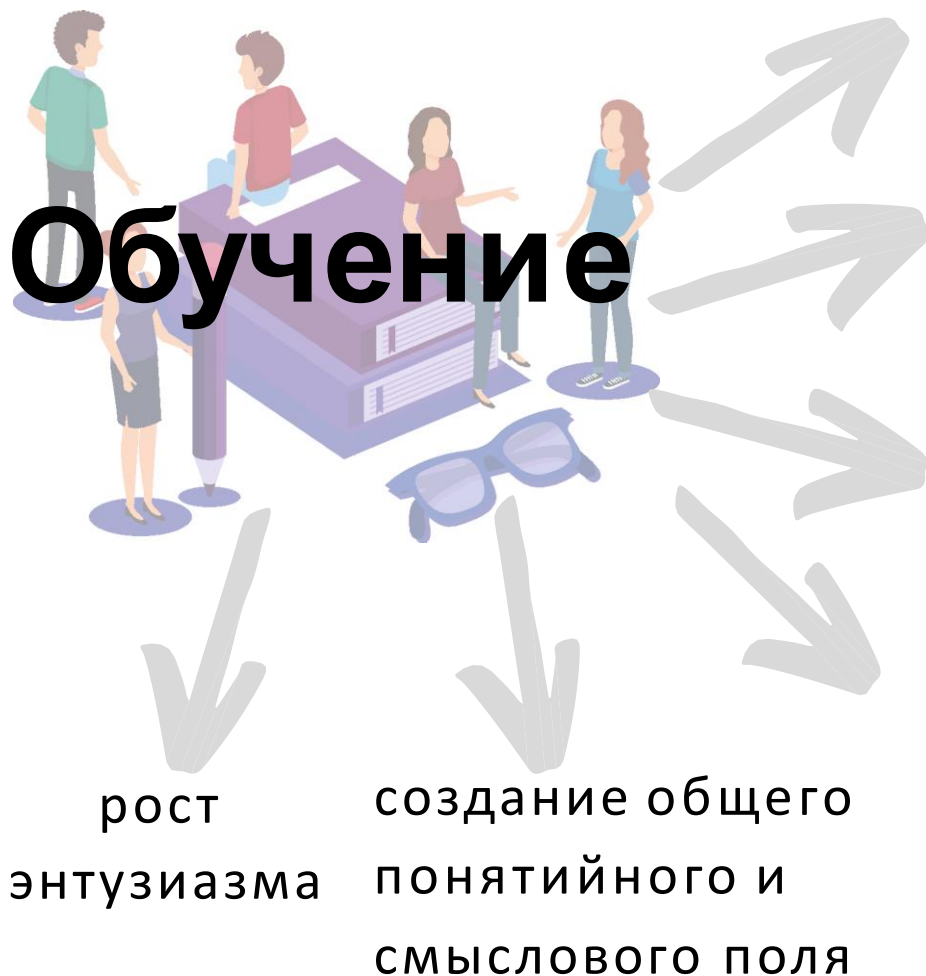 Обучение
рост
энтузиазма
создание общего
понятийного и
смыслового поля